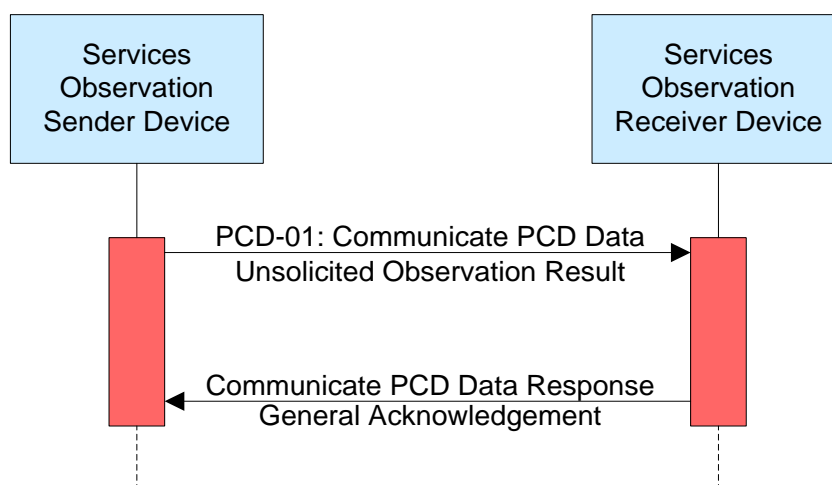 Services
Observation
Sender Device
Services
Observation
Receiver Device
PCD-01: Communicate PCD Data
Unsolicited Observation Result
Communicate PCD Data Response
General Acknowledgement